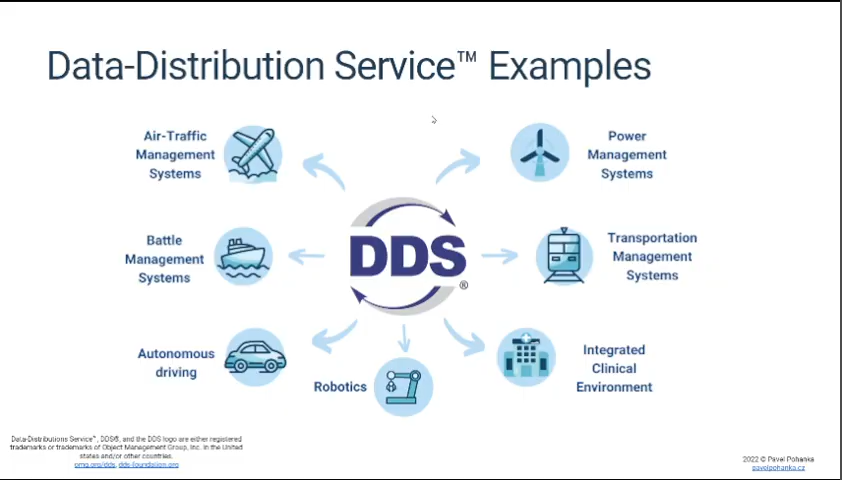 Data-Distribution Service™ Examples
Air-Traffic
Management
Systems
Power
Management
Systems
Battle
Management
Systems
DDS®
Transportation
Management
Systems
Autonomous
driving
Robotics
Integrated
Clinical
Environment
Data-Distributions Service™, DDS®, and the DDS logo are either registered
trademarks or trademarks of Object Management Group, Inc. in the United
states and/or other countries.
omg.org/dds, dds-foundation.org
2022 © Pavel Pohanka
pavelpohanka.cz